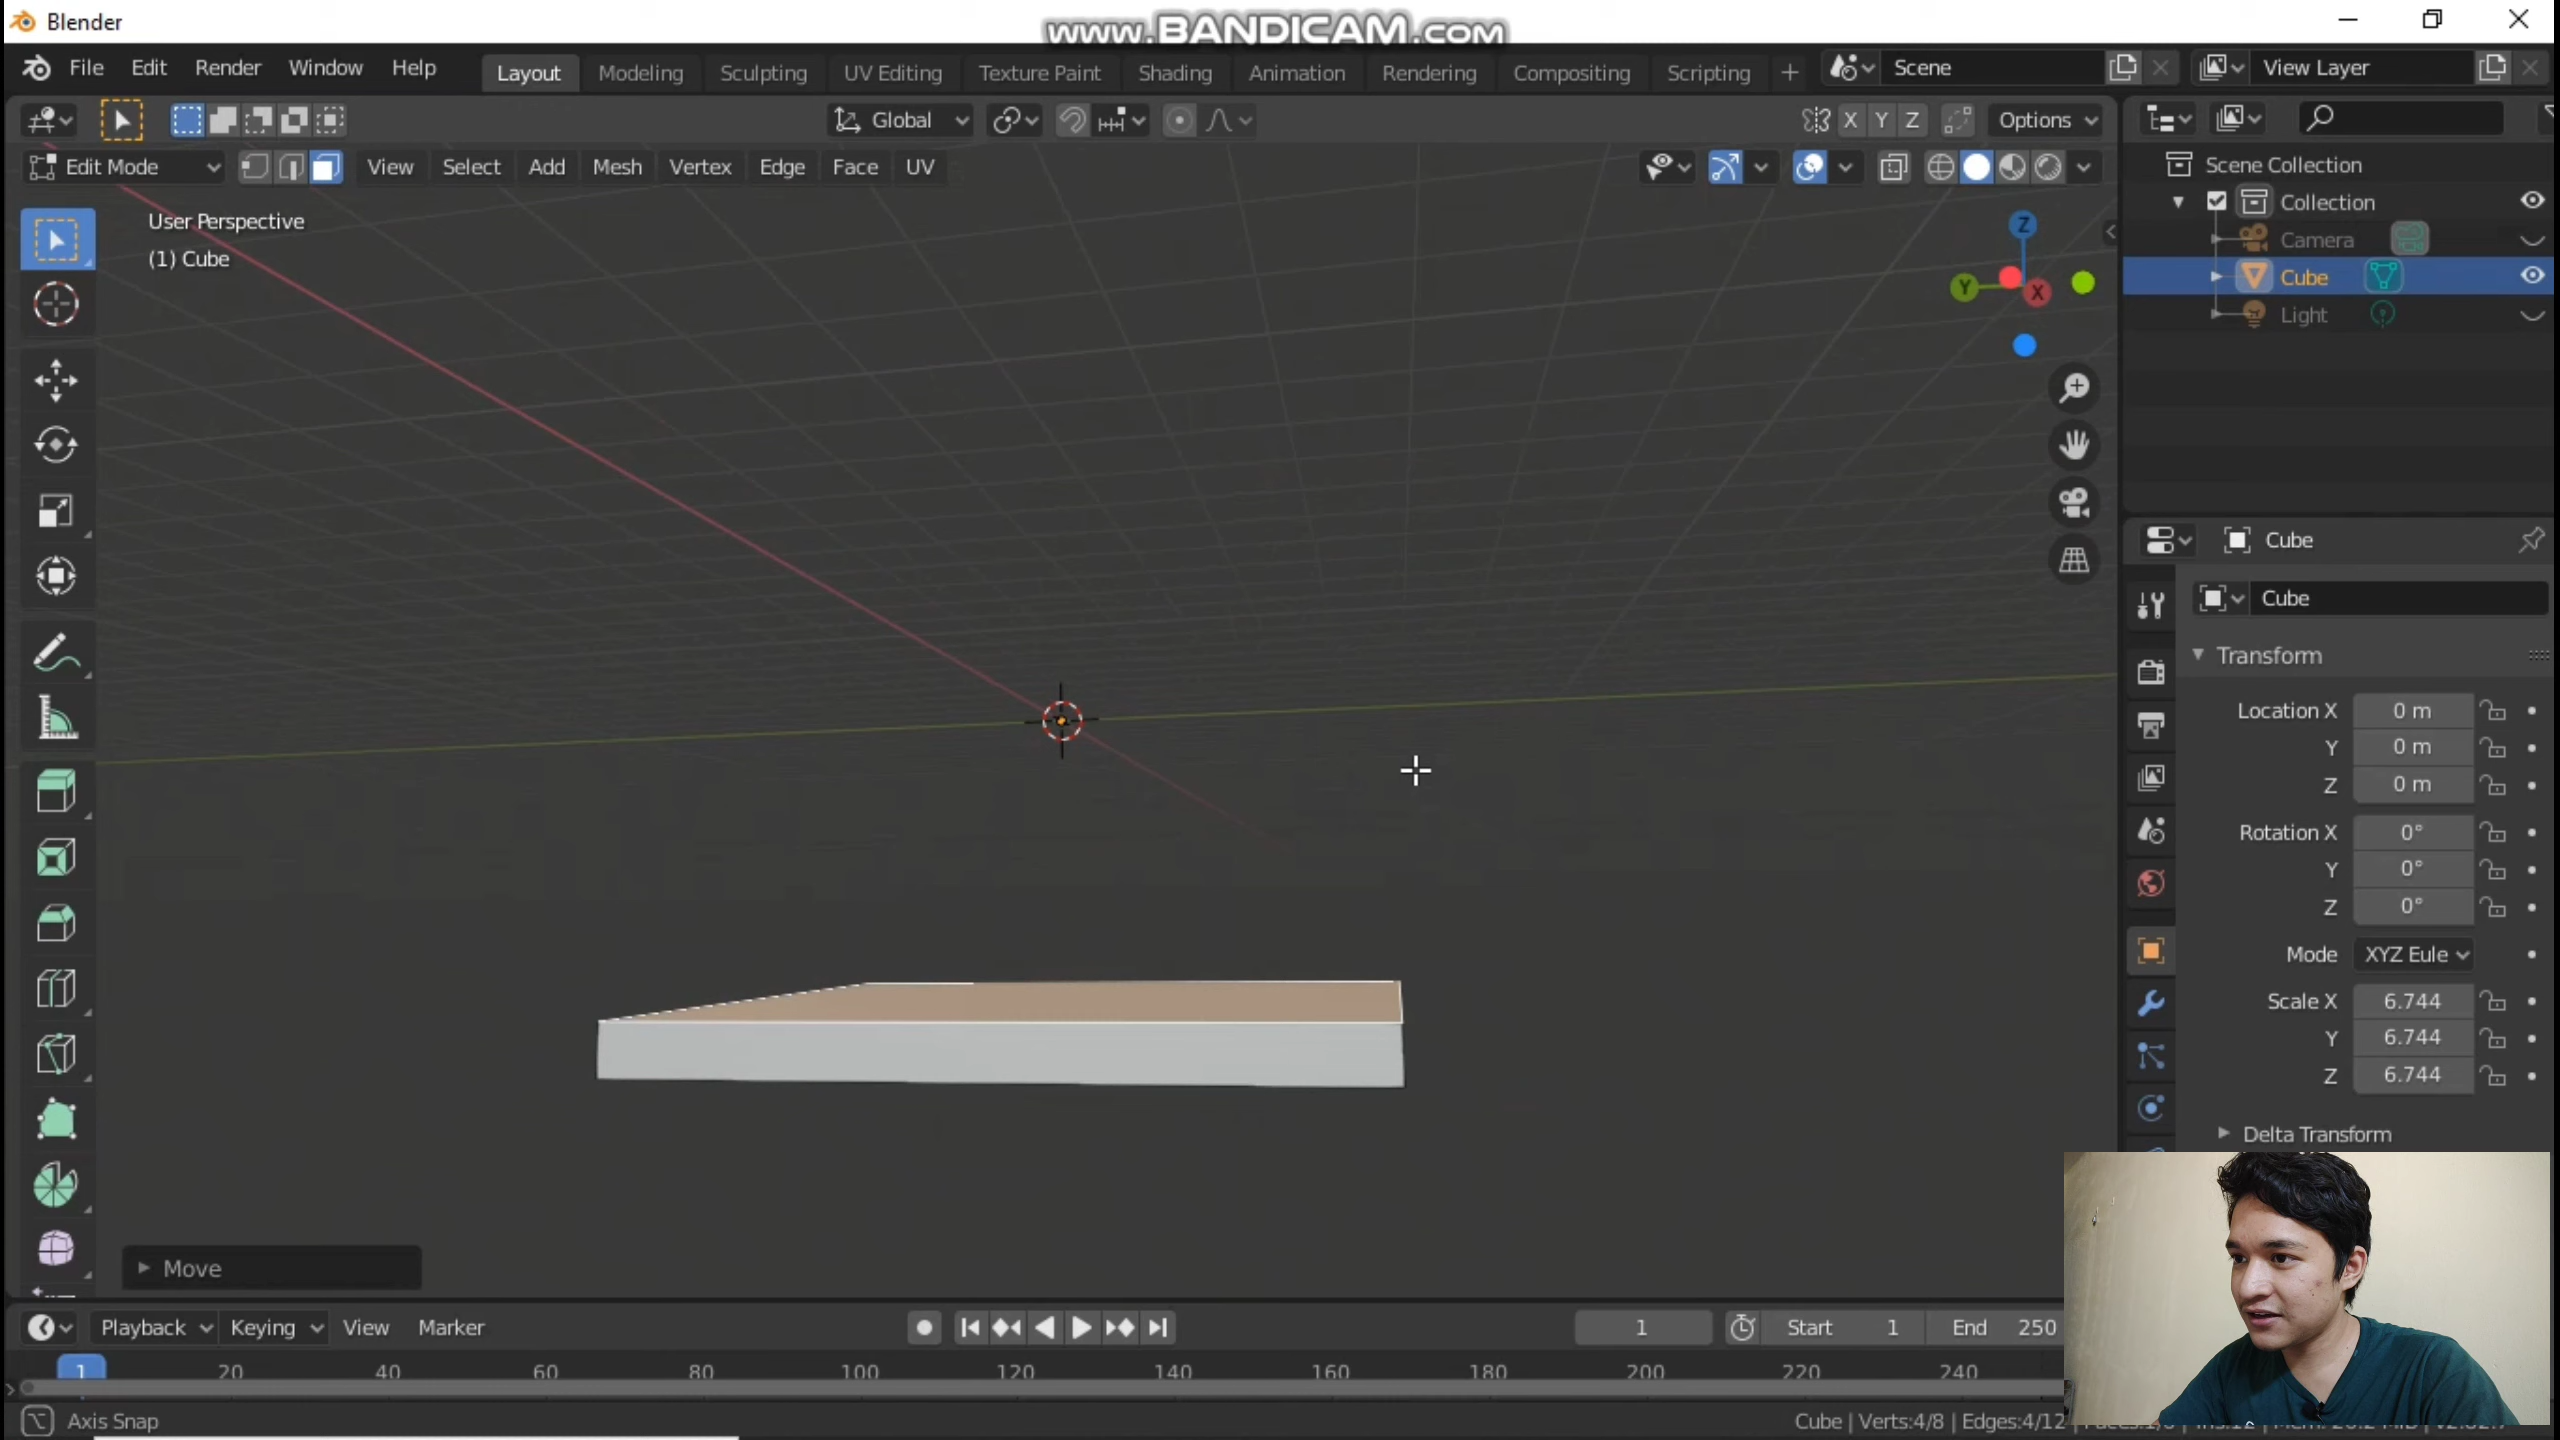 Blender
www.BANDICAM.com
File Edit Render Window Help Layout Modeling Sculpting UV Editing Texture Paint Shading Animation Rendering Compositing Scripting + Scene View Layer
Global X Y Z Options
Edit Mode View Select Add Mesh Vertex Edge Face UV
User Perspective
(1) Cube
Z
Y
X
Scene Collection
Collection
Camera
Cube
Light
Cube
Cube
Transform
Location X 0 m
Y 0 m
Z 0 m
Rotation X 0°
Y 0°
Z 0°
Mode XYZ Eule
Scale X 6.744
Y 6.744
Z 6.744
Delta Transform
Move
Playback Keying View Marker 1 Start 1 End 250
1 20 40 60 80 100 120 140 160 180 200 220 240
Axis Snap
Cube | Verts:4/8 | Edges:4/12